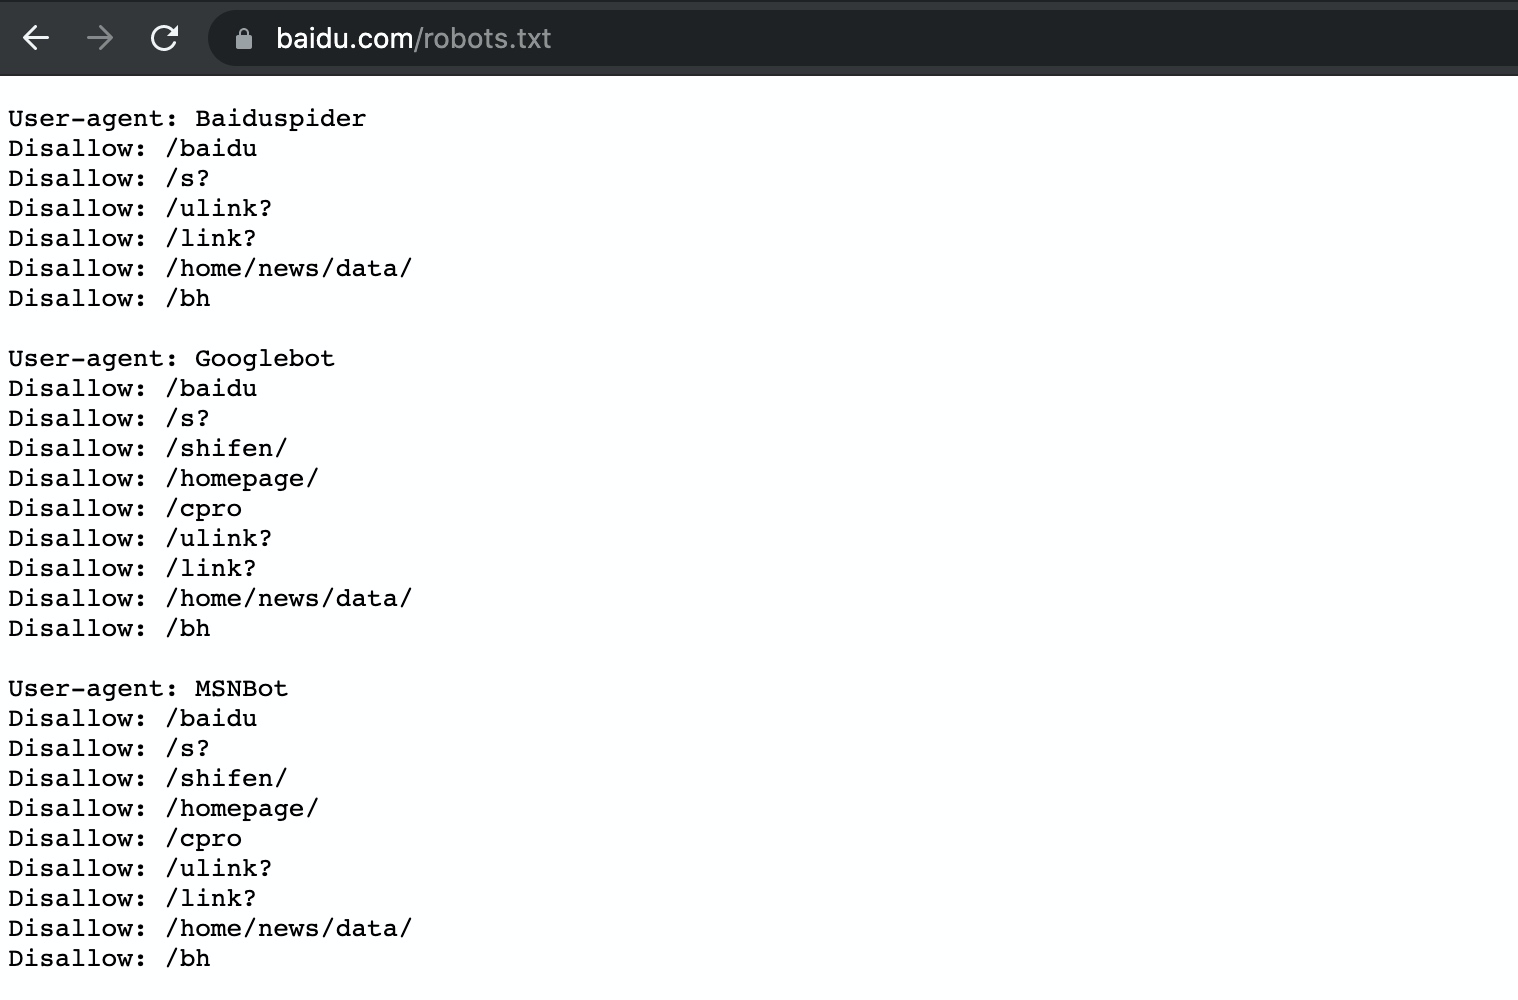 baidu.com/robots.txt
User-agent: Baiduspider
Disallow: /baidu
Disallow: /s?
Disallow: /ulink?
Disallow: /link?
Disallow: /home/news/data/
Disallow: /bh
User-agent: Googlebot
Disallow: /baidu
Disallow: /s?
Disallow: /shifen/
Disallow: /homepage/
Disallow: /cpro
Disallow: /ulink?
Disallow: /link?
Disallow: /home/news/data/
Disallow: /bh
User-agent: MSNBot
Disallow: /baidu
Disallow: /s?
Disallow: /shifen/
Disallow: /homepage/
Disallow: /cpro
Disallow: /ulink?
Disallow: /link?
Disallow: /home/news/data/
Disallow: /bh